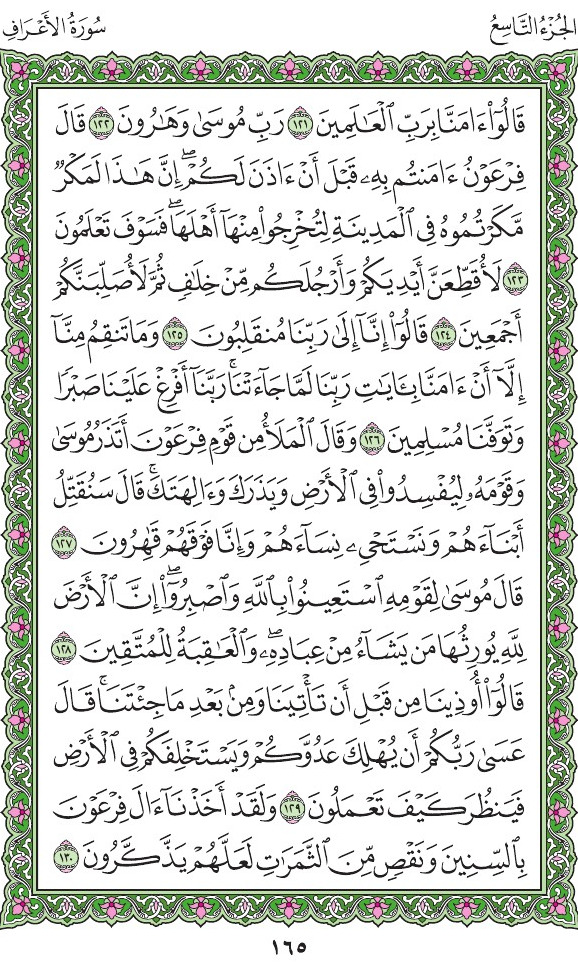 الجُزْءُ التَّاسِعُ
سُورَةُ الأَعْرَافِ
قَالُوٓا۟ ءَامَنَّا بِرَبِّ ٱلْعَـٰلَمِينَ ١٢١ رَبِّ مُوسَىٰ وَهَـٰرُونَ ١٢٢ قَالَ
فِرْعَوْنُ ءَامَنتُم بِهِۦ قَبْلَ أَنْ ءَاذَنَ لَكُمْ ۖ إِنَّ هَـٰذَا لَمَكْرٌ
مَّكَرْتُمُوهُ فِى ٱلْمَدِينَةِ لِتُخْرِجُوا۟ مِنْهَآ أَهْلَهَا ۖ فَسَوْفَ تَعْلَمُونَ
١٢٣ لَأُقَطِّعَنَّ أَيْدِيَكُمْ وَأَرْجُلَكُم مِّنْ خِلَـٰفٍ ثُمَّ لَأُصَلِّبَنَّكُمْ
أَجْمَعِينَ ١٢٤ قَالُوٓا۟ إِنَّآ إِلَىٰ رَبِّنَا مُنقَلِبُونَ ١٢٥ وَمَا تَنقِمُ مِنَّآ
إِلَّآ أَنْ ءَامَنَّا بِـَٔايَـٰتِ رَبِّنَا لَمَّا جَآءَتْنَا ۚ رَبَّنَآ أَفْرِغْ عَلَيْنَا صَبْرًا
وَتَوَفَّنَا مُسْلِمِينَ ١٢٦ وَقَالَ ٱلْمَلَأُ مِن قَوْمِ فِرْعَوْنَ أَتَذَرُ مُوسَىٰ
وَقَوْمَهُۥ لِيُفْسِدُوا۟ فِى ٱلْأَرْضِ وَيَذَرَكَ وَءَالِهَتَكَ ۚ قَالَ سَنُقَتِّلُ
أَبْنَآءَهُمْ وَنَسْتَحْىِۦ نِسَآءَهُمْ وَإِنَّا فَوْقَهُمْ قَـٰهِرُونَ ١٢٧
قَالَ مُوسَىٰ لِقَوْمِهِ ٱسْتَعِينُوا۟ بِٱللَّهِ وَٱصْبِرُوٓا۟ ۖ إِنَّ ٱلْأَرْضَ
لِلَّهِ يُورِثُهَا مَن يَشَآءُ مِنْ عِبَادِهِۦ ۖ وَٱلْعَـٰقِبَةُ لِلْمُتَّقِينَ ١٢٨
قَالُوٓا۟ أُوذِينَا مِن قَبْلِ أَن تَأْتِيَنَا وَمِنۢ بَعْدِ مَا جِئْتَنَا ۚ قَالَ
عَسَىٰ رَبُّكُمْ أَن يُهْلِكَ عَدُوَّكُمْ وَيَسْتَخْلِفَكُمْ فِى ٱلْأَرْضِ
فَيَنظُرَ كَيْفَ تَعْمَلُونَ ١٢٩ وَلَقَدْ أَخَذْنَآ ءَالَ فِرْعَوْنَ
بِٱلسِّنِينَ وَنَقْصٍ مِّنَ ٱلثَّمَرَٰتِ لَعَلَّهُمْ يَذَّكَّرُونَ ١٣٠
١٦٥